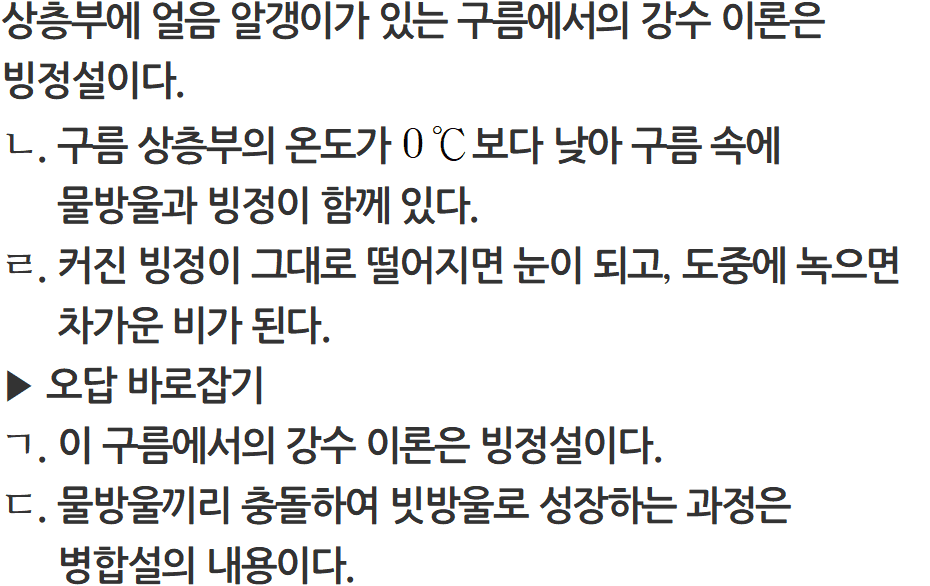 상층부에 얼음 알갱이가 있는 구름에서의 강수 이론은
빙정설이다.
ㄴ. 구름 상층부의 온도가 0 ℃보다 낮아 구름 속에
물방울과 빙정이 함께 있다.
ㄹ. 커진 빙정이 그대로 떨어지면 눈이 되고, 도중에 녹으면
차가운 비가 된다.
▶ 오답 바로잡기
ㄱ. 이 구름에서의 강수 이론은 빙정설이다.
ㄷ. 물방울끼리 충돌하여 빗방울로 성장하는 과정은
병합설의 내용이다.